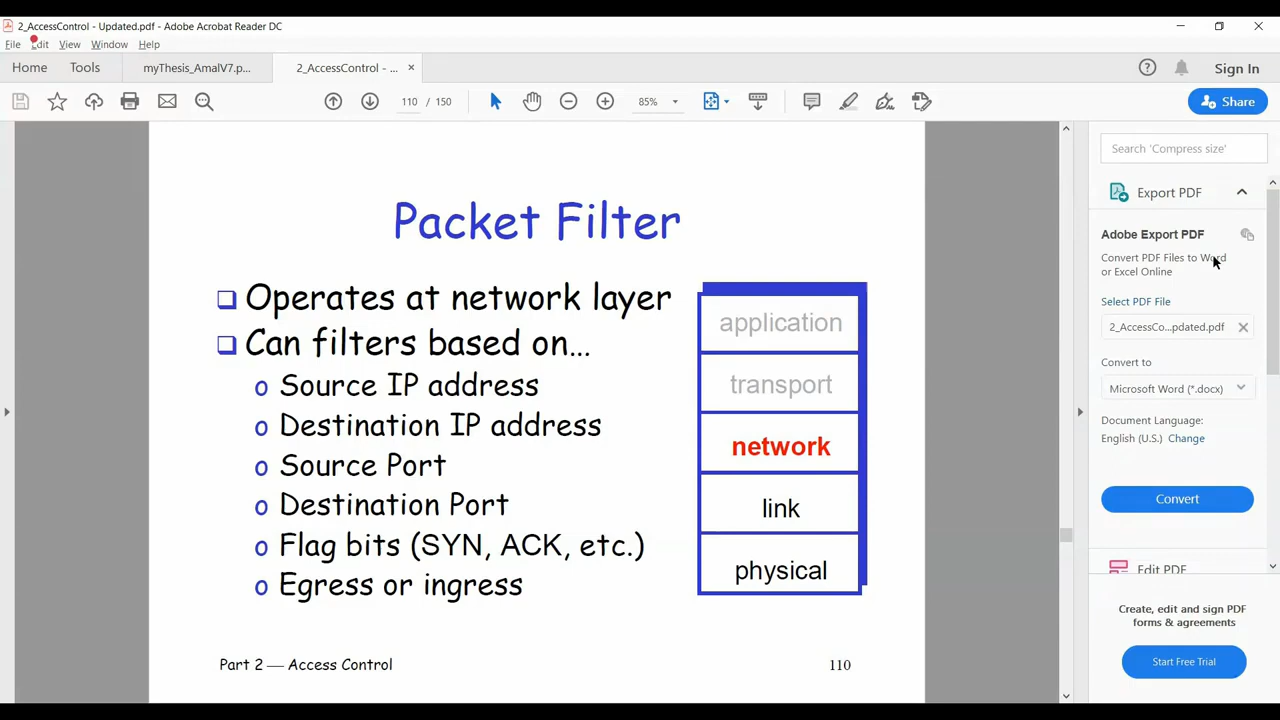 2_AccessControl - Updated.pdf - Adobe Acrobat Reader DC
File Edit View Window Help
Home Tools myThesis_AmalV7.p... 2_AccessControl - ... Sign In
110 / 150 85% Share
Packet Filter
Operates at network layer
Can filters based on…
Source IP address
Destination IP address
Source Port
Destination Port
Flag bits (SYN, ACK, etc.)
Egress or ingress
application
transport
network
link
physical
Part 2 — Access Control 110
Search 'Compress size'
Export PDF
Adobe Export PDF
Convert PDF Files to Word
or Excel Online
Select PDF File
2_AccessCo...pdated.pdf
Convert to
Microsoft Word (*.docx)
Document Language:
English (U.S.) Change
Convert
Edit PDF
Create, edit and sign PDF
forms & agreements
Start Free Trial